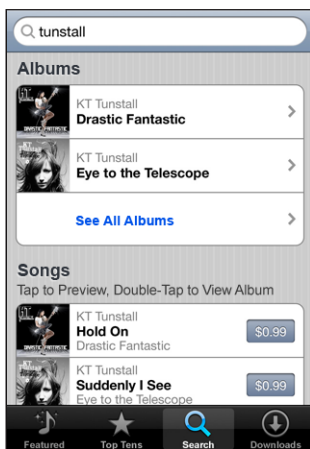 tunstall
Albums
KT Tunstall
Drastic Fantastic
KT Tunstall
Eye to the Telescope
See All Albums
Songs
Tap to Preview, Double-Tap to View Album
KT Tunstall
Hold On
$0.99
Drastic Fantastic
KT Tunstall
Suddenly I See
$0.99
Eye to the Telescope
Featured
Top Tens
Search
Downloads